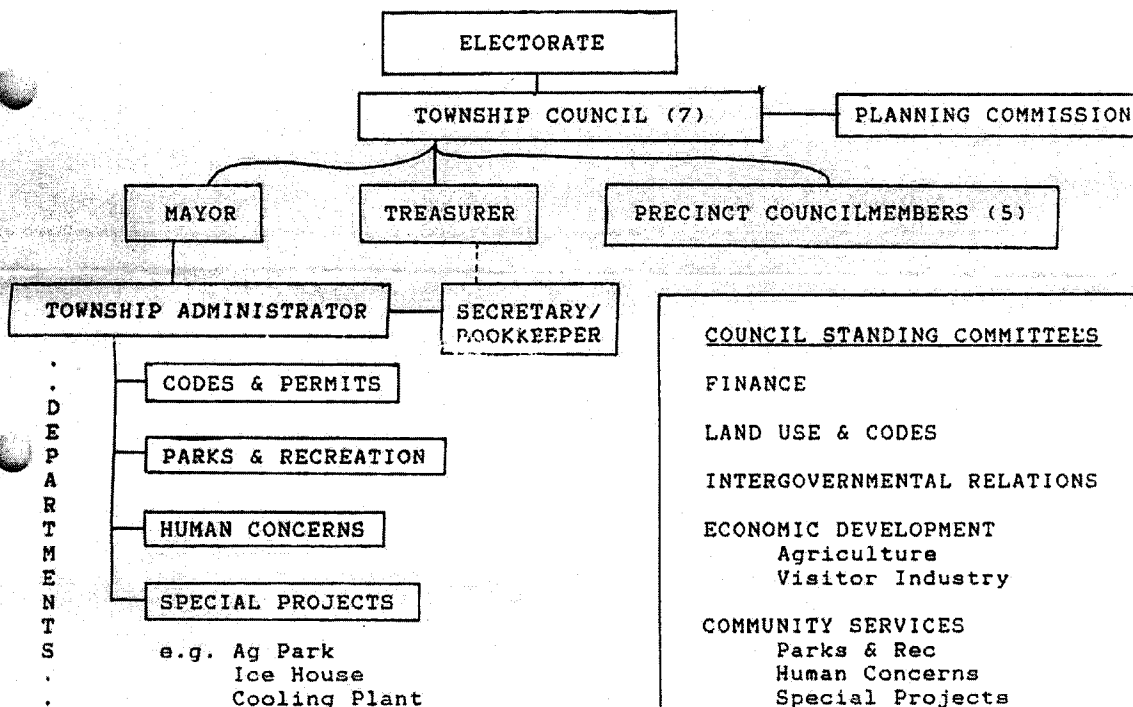 ELECTORATE
TOWNSHIP COUNCIL (7)
PLANNING COMMISSION
MAYOR
TREASURER
PRECINCT COUNCILMEMBERS (5)
TOWNSHIP ADMINISTRATOR
SECRETARY/
BOOKKEEPER
. . DEPARTMENTS . .
CODES & PERMITS
PARKS & RECREATION
HUMAN CONCERNS
SPECIAL PROJECTS
e.g. Ag Park
Ice House
Cooling Plant
COUNCIL STANDING COMMITTEES
FINANCE
LAND USE & CODES
INTERGOVERNMENTAL RELATIONS
ECONOMIC DEVELOPMENT
Agriculture
Visitor Industry
COMMUNITY SERVICES
Parks & Rec
Human Concerns
Special Projects